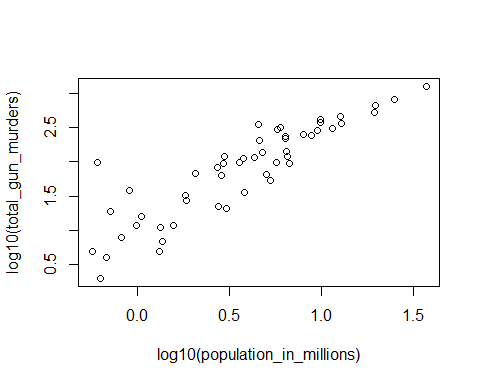 log10(total_gun_murders)
2.5
1.5
0.5
0.0 0.5 1.0 1.5
log10(population_in_millions)